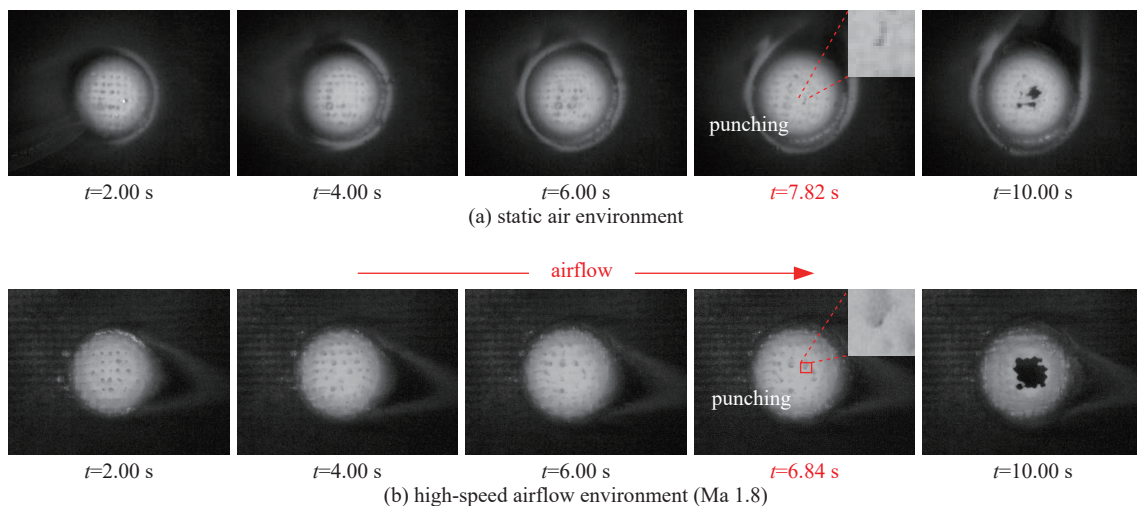 punching
t=2.00 s
t=4.00 s
t=6.00 s
t=7.82 s
t=10.00 s
(a) static air environment
airflow
punching
t=2.00 s
t=4.00 s
t=6.00 s
t=6.84 s
t=10.00 s
(b) high-speed airflow environment (Ma 1.8)